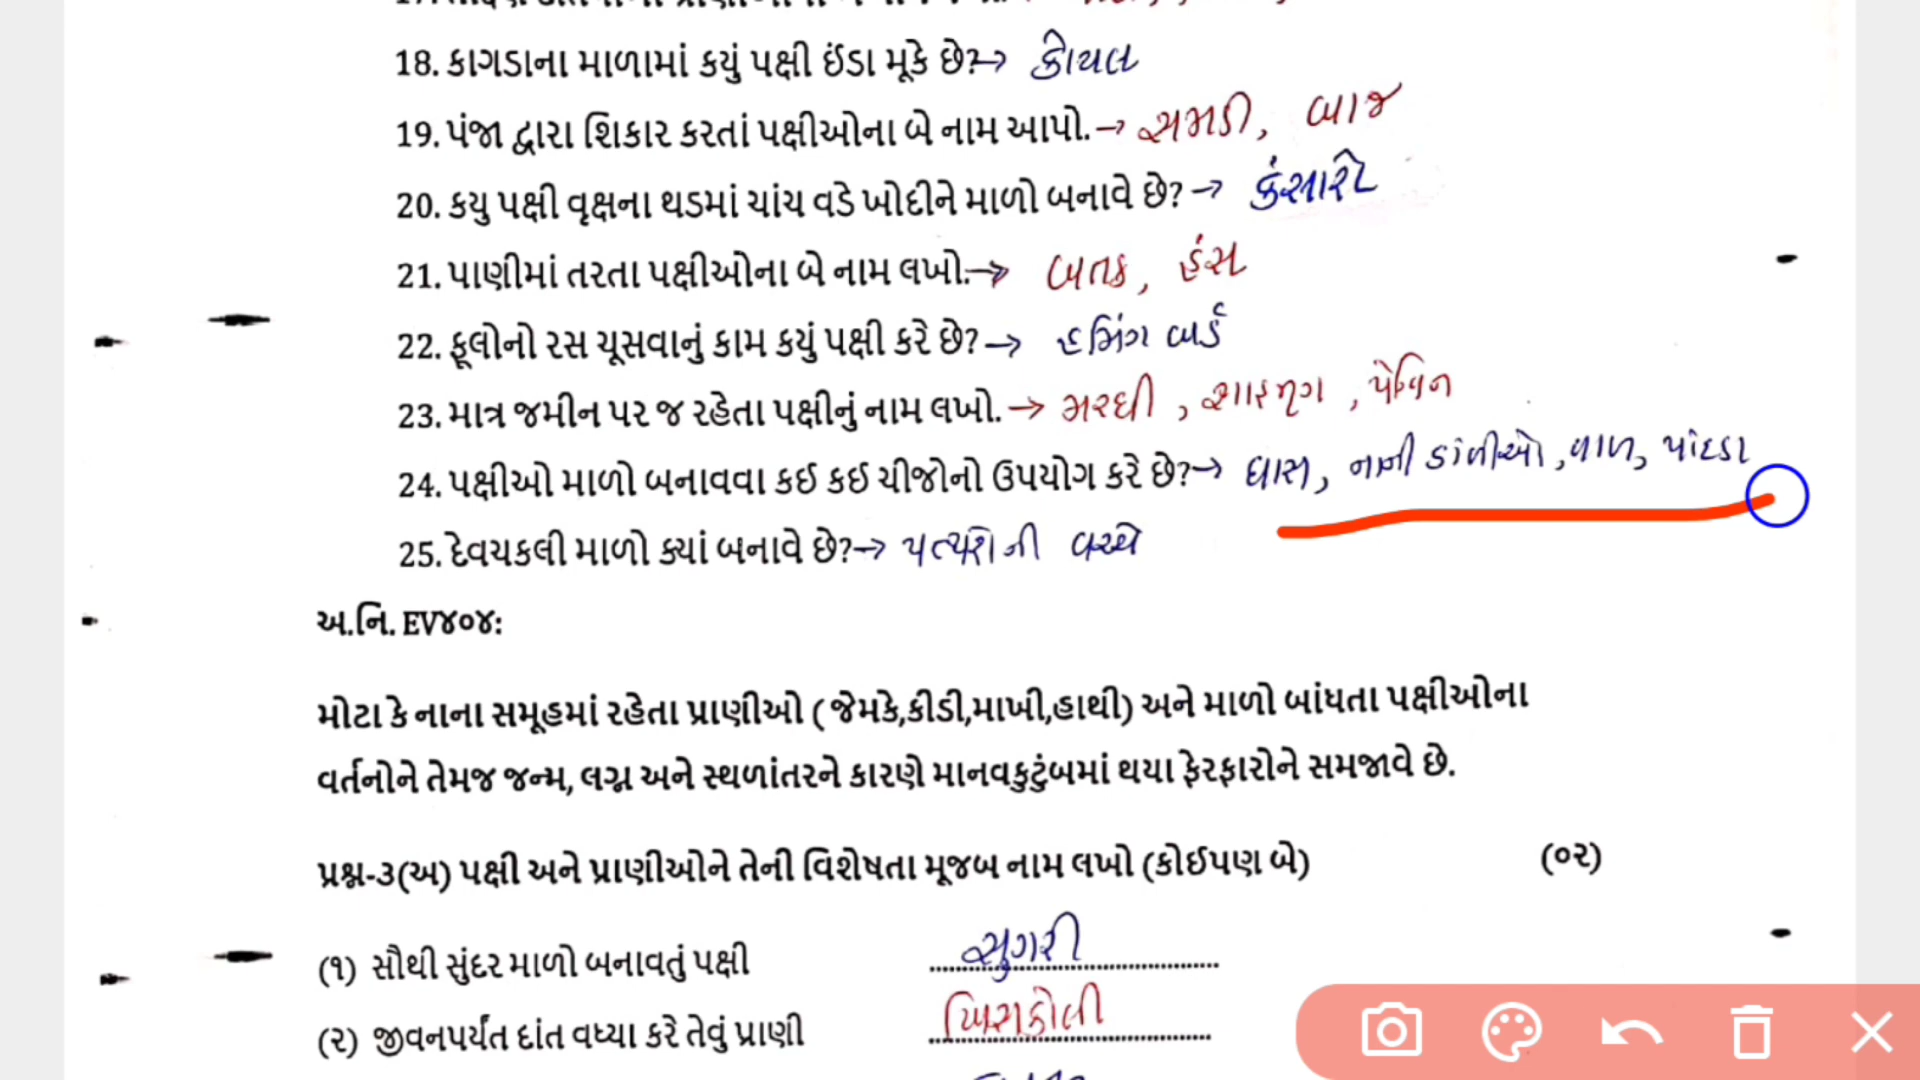 18. કાગડાના માળામાં કયું પક્ષી ઈંડા મૂકે છે?→ કોયલ
19. પંજા દ્વારા શિકાર કરતાં પક્ષીઓના બે નામ આપો.→ સમડી, બાજ
20. કયુ પક્ષી વૃક્ષના થડમાં ચાંચ વડે ખોદીને માળો બનાવે છે?→ કંસારો
21. પાણીમાં તરતા પક્ષીઓના બે નામ લખો.→ બતક, હંસ
22. ફૂલોનો રસ ચૂસવાનું કામ કયું પક્ષી કરે છે?→ હમિંગ બર્ડ
23. માત્ર જમીન પર જ રહેતા પક્ષીનું નામ લખો.→ મરઘી, શાહમૃગ, પેંગ્વિન
24. પક્ષીઓ માળો બનાવવા કઈ કઈ ચીજોનો ઉપયોગ કરે છે?→ ઘાસ, નાની ડાંળીઓ, વાળ, પાંદડા
25. દેવચકલી માળો ક્યાં બનાવે છે?→ પત્થરોની વચ્ચે
અ.નિ. EV૪૦૪:
મોટા કે નાના સમૂહમાં રહેતા પ્રાણીઓ ( જેમકે,કીડી,માખી,હાથી) અને માળો બાંધતા પક્ષીઓના
વર્તનોને તેમજ જન્મ, લગ્ન અને સ્થળાંતરને કારણે માનવકુટુંબમાં થયા ફેરફારોને સમજાવે છે.
પ્રશ્ન-૩(અ) પક્ષી અને પ્રાણીઓને તેની વિશેષતા મૂજબ નામ લખો (કોઈપણ બે) (૦૨)
(૧) સૌથી સુંદર માળો બનાવતું પક્ષી સુગરી
(૨) જીવનપર્યંત દાંત વધ્યા કરે તેવું પ્રાણી ખિસકોલી